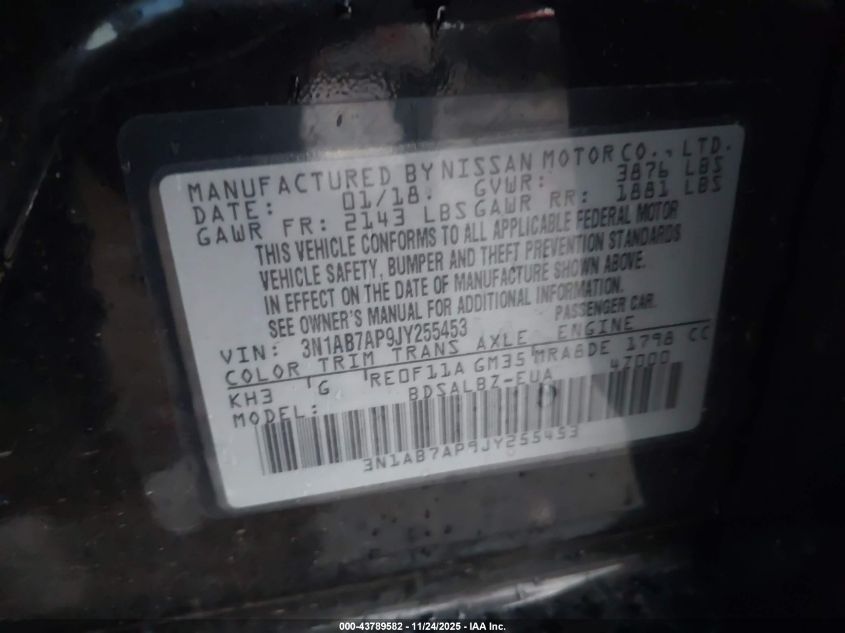 MANUFACTURED BY NISSAN MOTOR CO., LTD.
DATE: 01/18. GVWR: 3876 LBS
GAWR FR: 2143 LBS GAWR RR: 1881 LBS
THIS VEHICLE CONFORMS TO ALL APPLICABLE FEDERAL MOTOR
VEHICLE SAFETY, BUMPER AND THEFT PREVENTION STANDARDS
IN EFFECT ON THE DATE OF MANUFACTURE SHOWN ABOVE.
SEE OWNER'S MANUAL FOR ADDITIONAL INFORMATION.
VIN: 3N1AB7AP9JY255453 PASSENGER CAR.
COLOR TRIM TRANS AXLE ENGINE
KH3 G RE0F11A GM35 MRA8DE 1798 CC
MODEL: BDSALBZ-EUA 47000
3N1AB7AP9JY255453
000-43789582 - 11/24/2025 - IAA Inc.